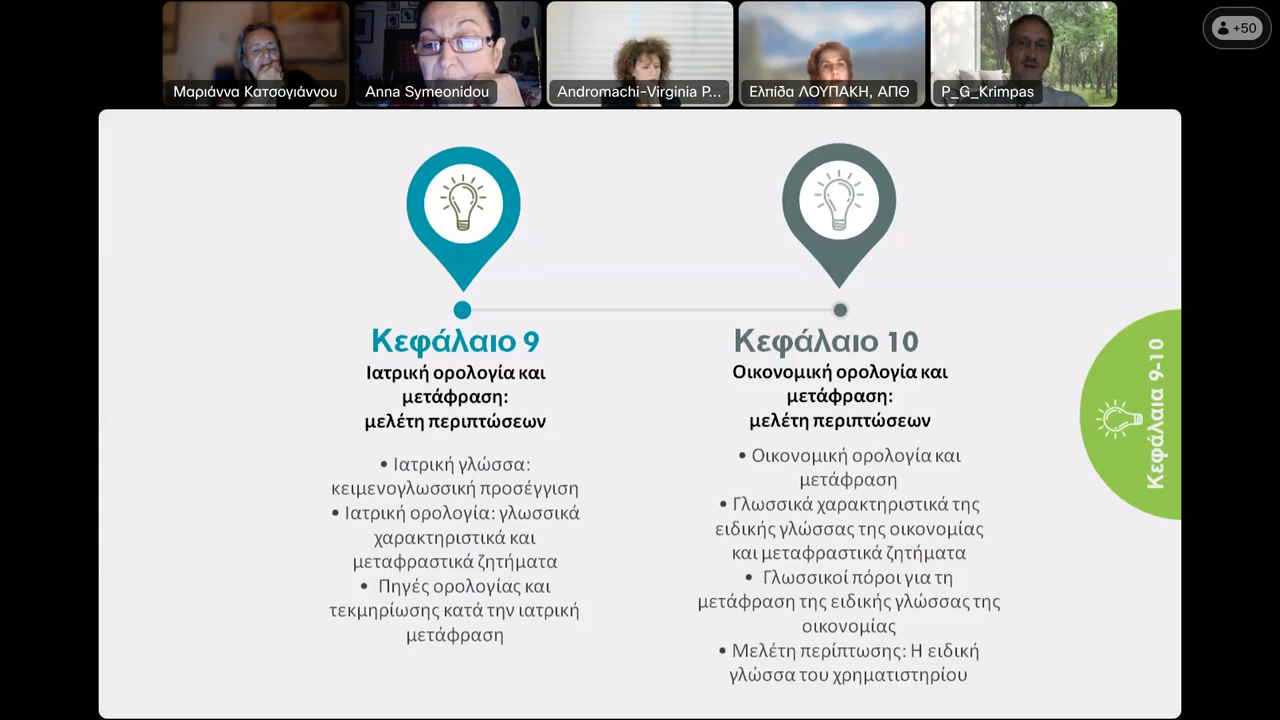 Μαριάννα Κατσογιάννου
Anna Symeonidou
Andromachi-Virginia P...
Ελπίδα ΛΟΥΠΑΚΗ, ΑΠΘ
P_G_Krimpas
+50
Κεφάλαιο 9
Ιατρική ορολογία και
μετάφραση:
μελέτη περιπτώσεων
• Ιατρική γλώσσα:
κειμενογλωσσική προσέγγιση
• Ιατρική ορολογία: γλωσσικά
χαρακτηριστικά και
μεταφραστικά ζητήματα
• Πηγές ορολογίας και
τεκμηρίωσης κατά την ιατρική
μετάφραση
Κεφάλαιο 10
Οικονομική ορολογία και
μετάφραση:
μελέτη περιπτώσεων
• Οικονομική ορολογία και
μετάφραση
• Γλωσσικά χαρακτηριστικά της
ειδικής γλώσσας της οικονομίας
και μεταφραστικά ζητήματα
• Γλωσσικοί πόροι για τη
μετάφραση της ειδικής γλώσσας της
οικονομίας
• Μελέτη περίπτωσης: Η ειδική
γλώσσα του χρηματιστηρίου
Κεφάλαια 9-10